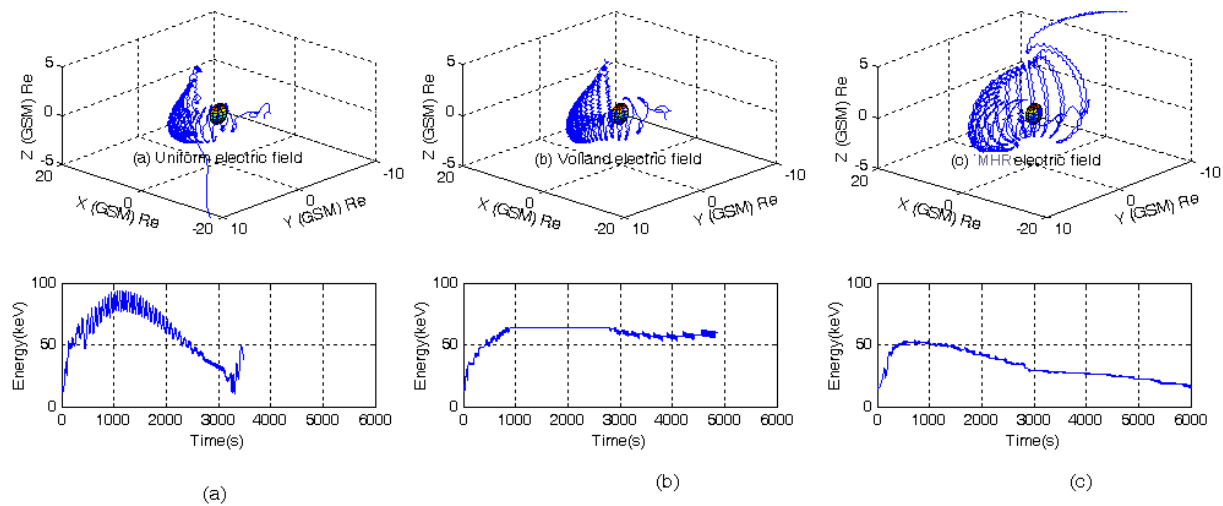 5
0
-5
20
0
-20
10
0
-10
Z (GSM) Re
X (GSM) Re
Y (GSM) Re
(a) Uniform electric field
5
0
-5
20
0
-20
10
0
-10
Z (GSM) Re
X (GSM) Re
Y (GSM) Re
(b) Volland electric field
5
0
-5
20
0
-20
10
0
-10
Z (GSM) Re
X (GSM) Re
Y (GSM) Re
(c) MHR electric field
100
50
0
Energy(keV)
0 1000 2000 3000 4000 5000 6000
Time(s)
100
50
0
Energy(keV)
0 1000 2000 3000 4000 5000 6000
Time(s)
100
50
0
Energy(keV)
0 1000 2000 3000 4000 5000 6000
Time(s)
(a)
(b)
(c)